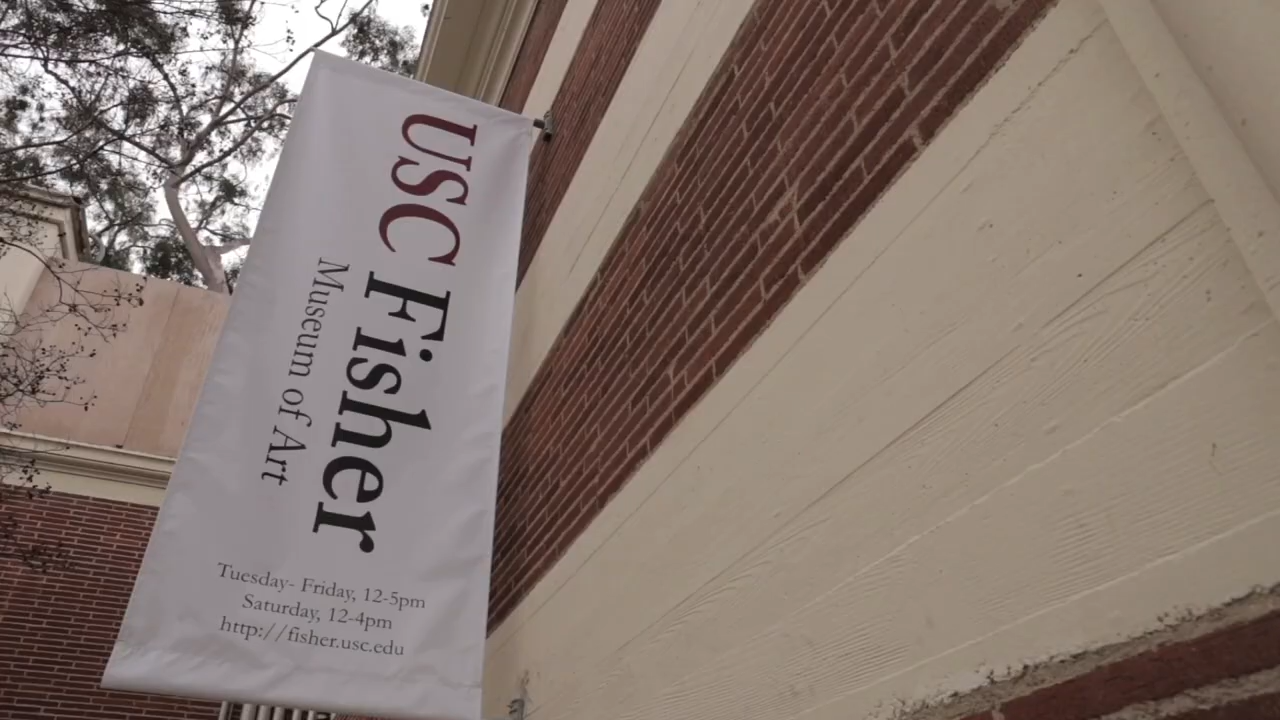 USC Fisher
Museum of Art
Tuesday- Friday, 12-5pm
Saturday, 12-4pm
http://fisher.usc.edu